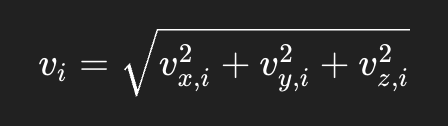 $v_i = \sqrt{v_{x,i}^2 + v_{y,i}^2 + v_{z,i}^2}$